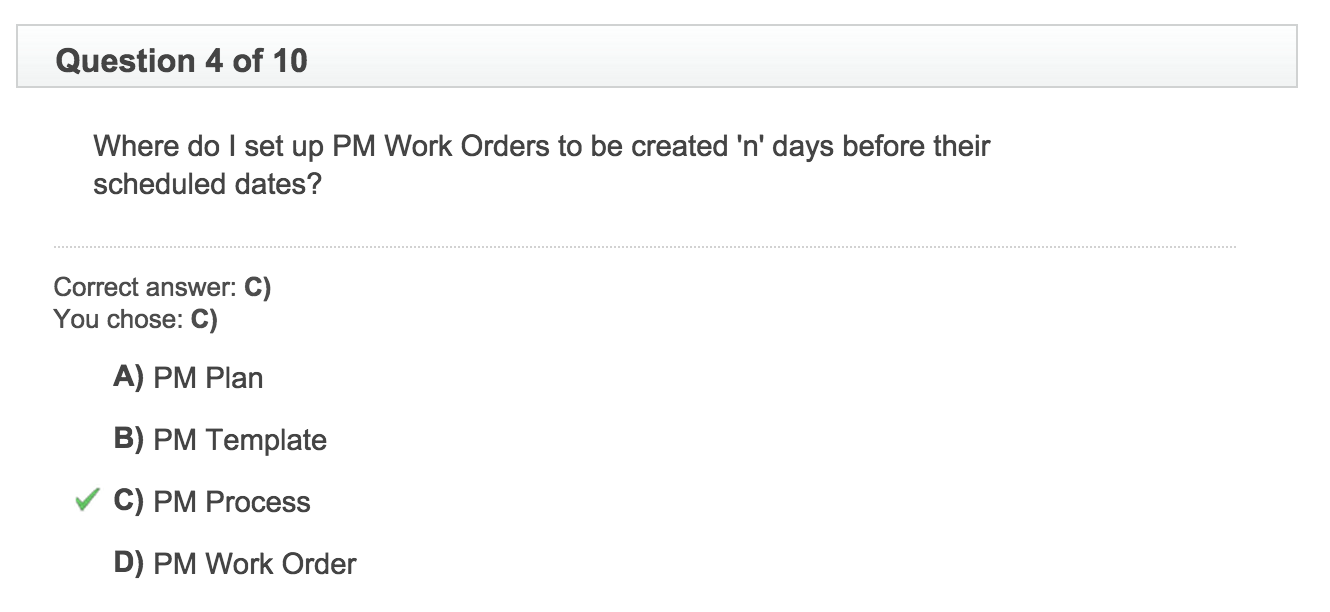 Question 4 of 10
Where do I set up PM Work Orders to be created 'n' days before their
scheduled dates?
Correct answer: C)
You chose: C)
A) PM Plan
B) PM Template
C) PM Process
D) PM Work Order